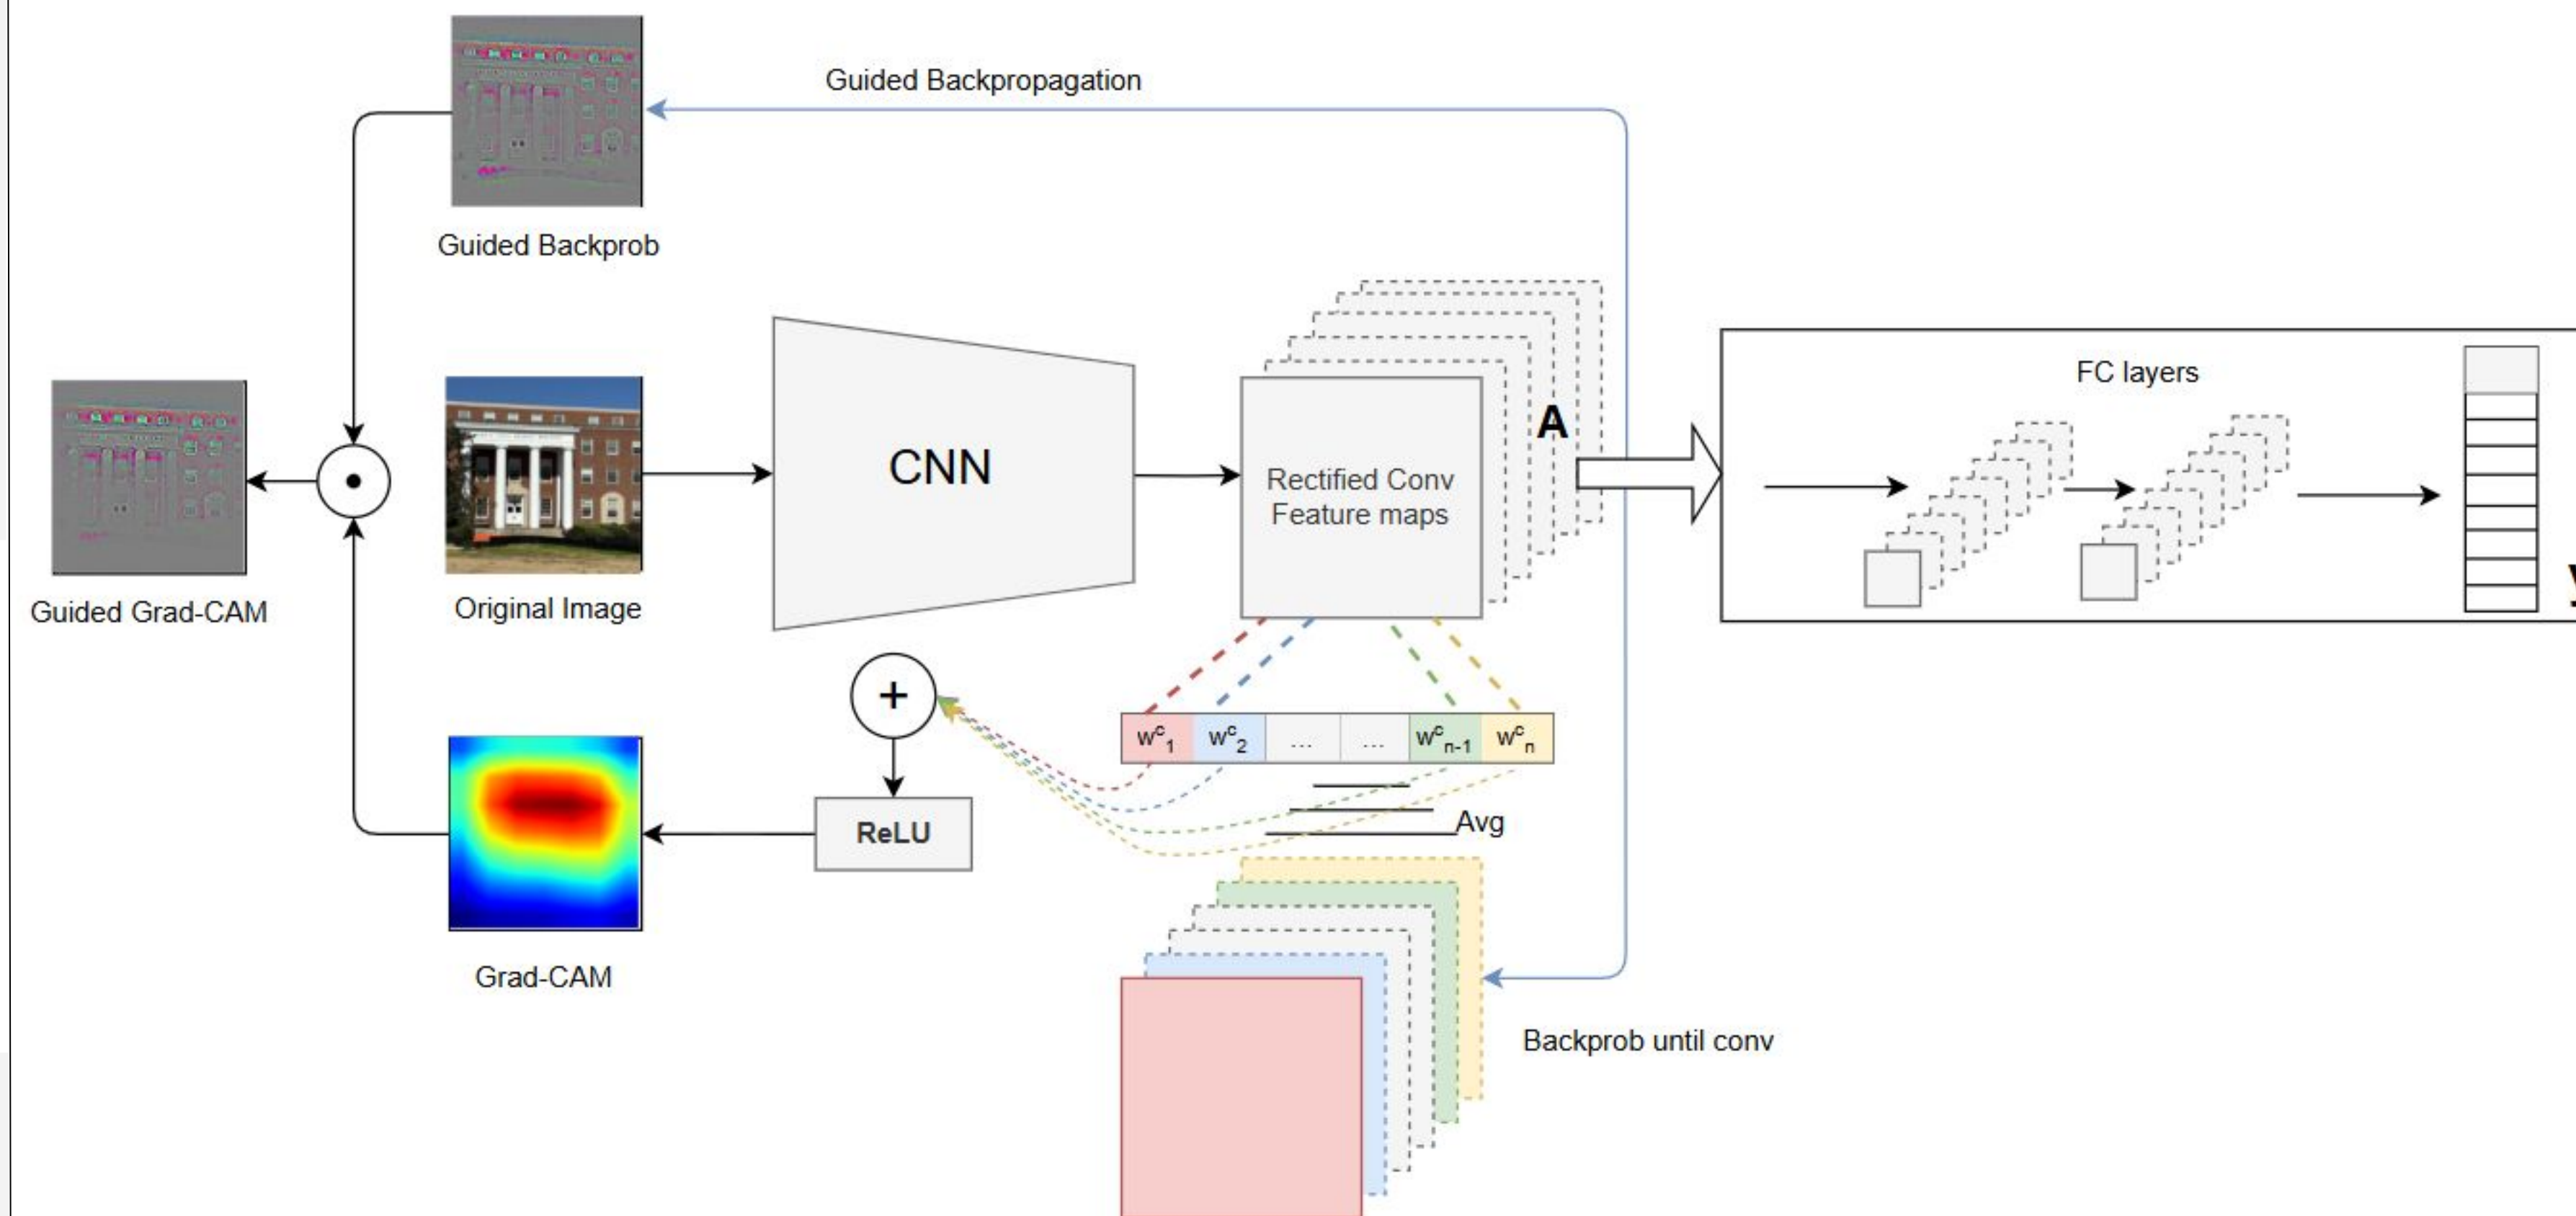 Guided Backpropagation
Guided Backprob
FC layers
A
CNN
Rectified Conv
Feature maps
Guided Grad-CAM
Original Image
+
wᶜ₁ wᶜ₂ ... ... wᶜₙ₋₁ wᶜₙ
Avg
ReLU
Grad-CAM
Backprob until conv